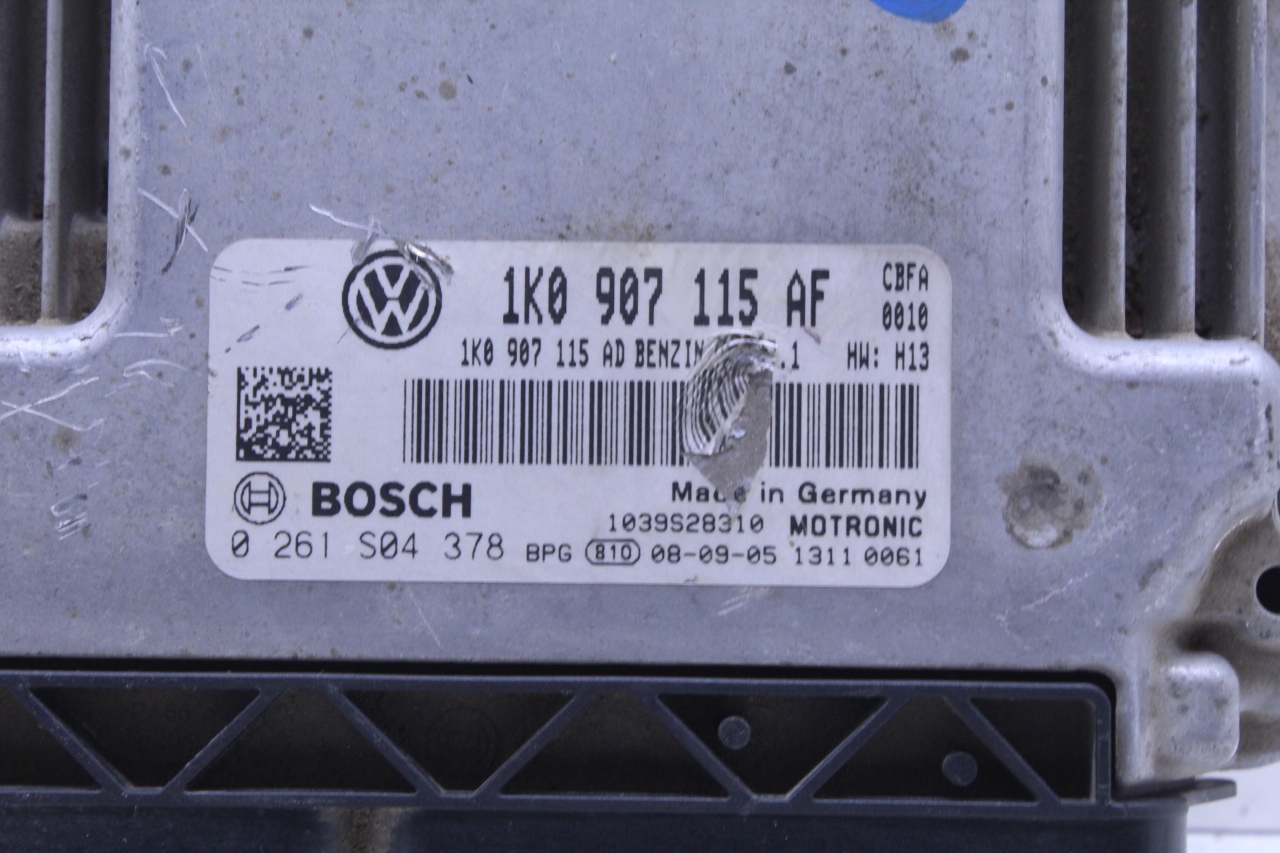 1K0 907 115 AF CBFA
0010
1K0 907 115 AD BENZIN .1 HW: H13
BOSCH
Made in Germany
1039S28310 MOTRONIC
0 261 S04 378 BPG 810 08-09-05 1311 0061